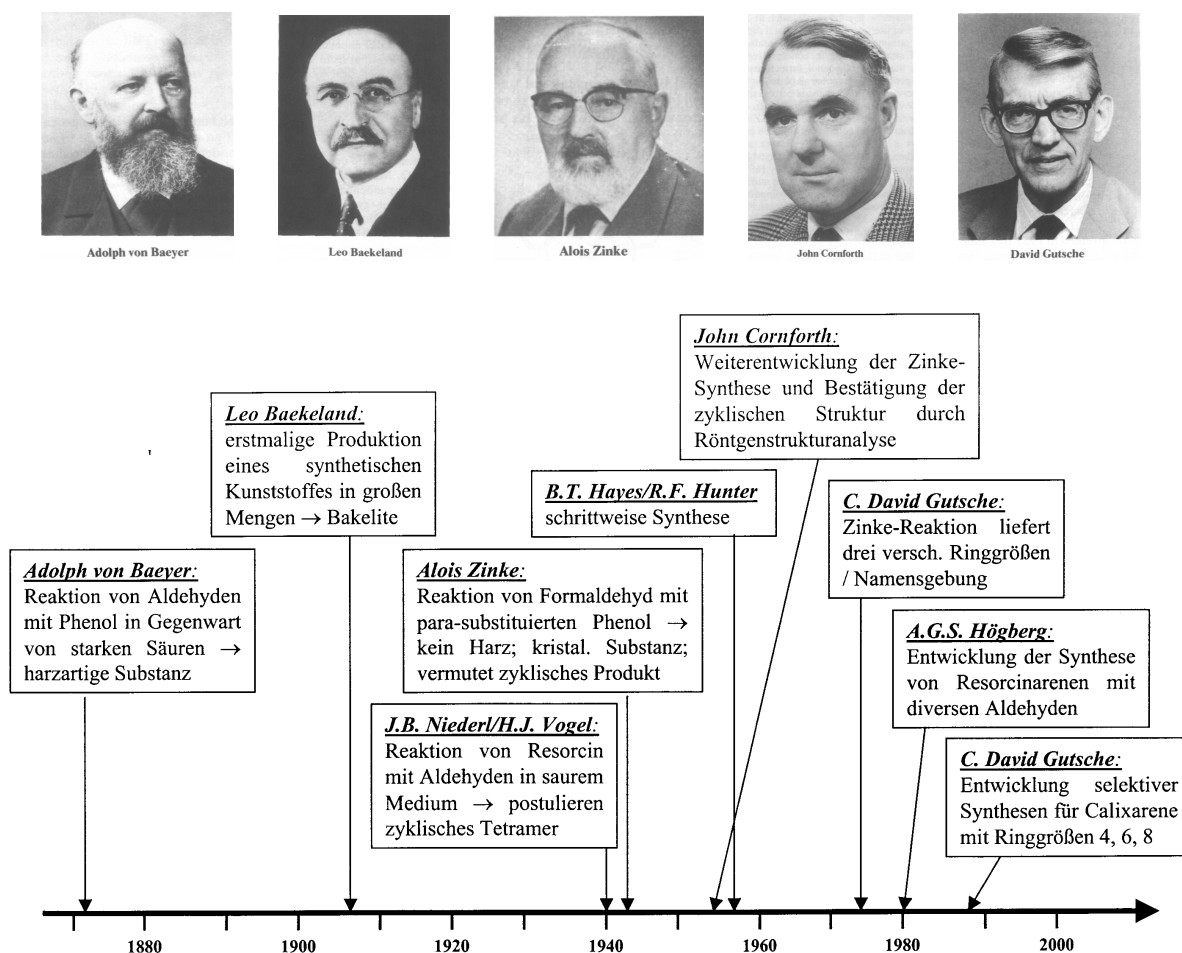 Adolph von Baeyer
Leo Baekeland
Alois Zinke
John Cornforth
David Gutsche
John Cornforth:
Weiterentwicklung der Zinke-
Synthese und Bestätigung der
zyklischen Struktur durch
Röntgenstrukturanalyse
Leo Baekeland:
erstmalige Produktion
eines synthetischen
Kunststoffes in großen
Mengen → Bakelite
B.T. Hayes/R.F. Hunter
schrittweise Synthese
C. David Gutsche:
Zinke-Reaktion liefert
drei versch. Ringgrößen
/ Namensgebung
Adolph von Baeyer:
Reaktion von Aldehyden
mit Phenol in Gegenwart
von starken Säuren →
harzartige Substanz
Alois Zinke:
Reaktion von Formaldehyd mit
para-substituierten Phenol →
kein Harz; kristal. Substanz;
vermutet zyklisches Produkt
A.G.S. Högberg:
Entwicklung der Synthese
von Resorcinarenen mit
diversen Aldehyden
J.B. Niederl/H.J. Vogel:
Reaktion von Resorcin
mit Aldehyden in saurem
Medium → postulieren
zyklisches Tetramer
C. David Gutsche:
Entwicklung selektiver
Synthesen für Calixarene
mit Ringgrößen 4, 6, 8
1880 1900 1920 1940 1960 1980 2000